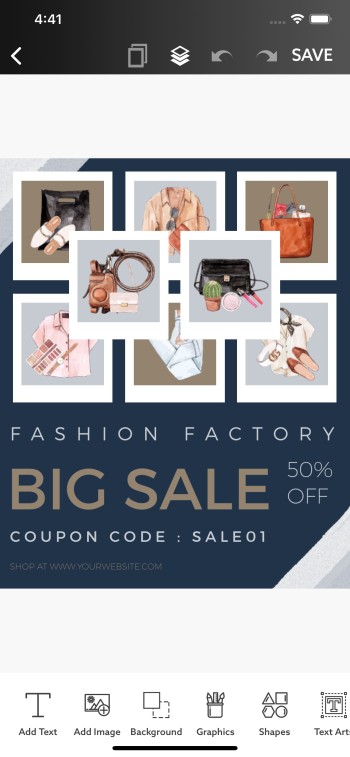 4:41
SAVE
FASHION FACTORY
BIG SALE
50%
OFF
COUPON CODE : SALE01
SHOP AT WWW.YOURWEBSITE.COM
Add Text
Add Image
Background
Graphics
Shapes
Text Arts